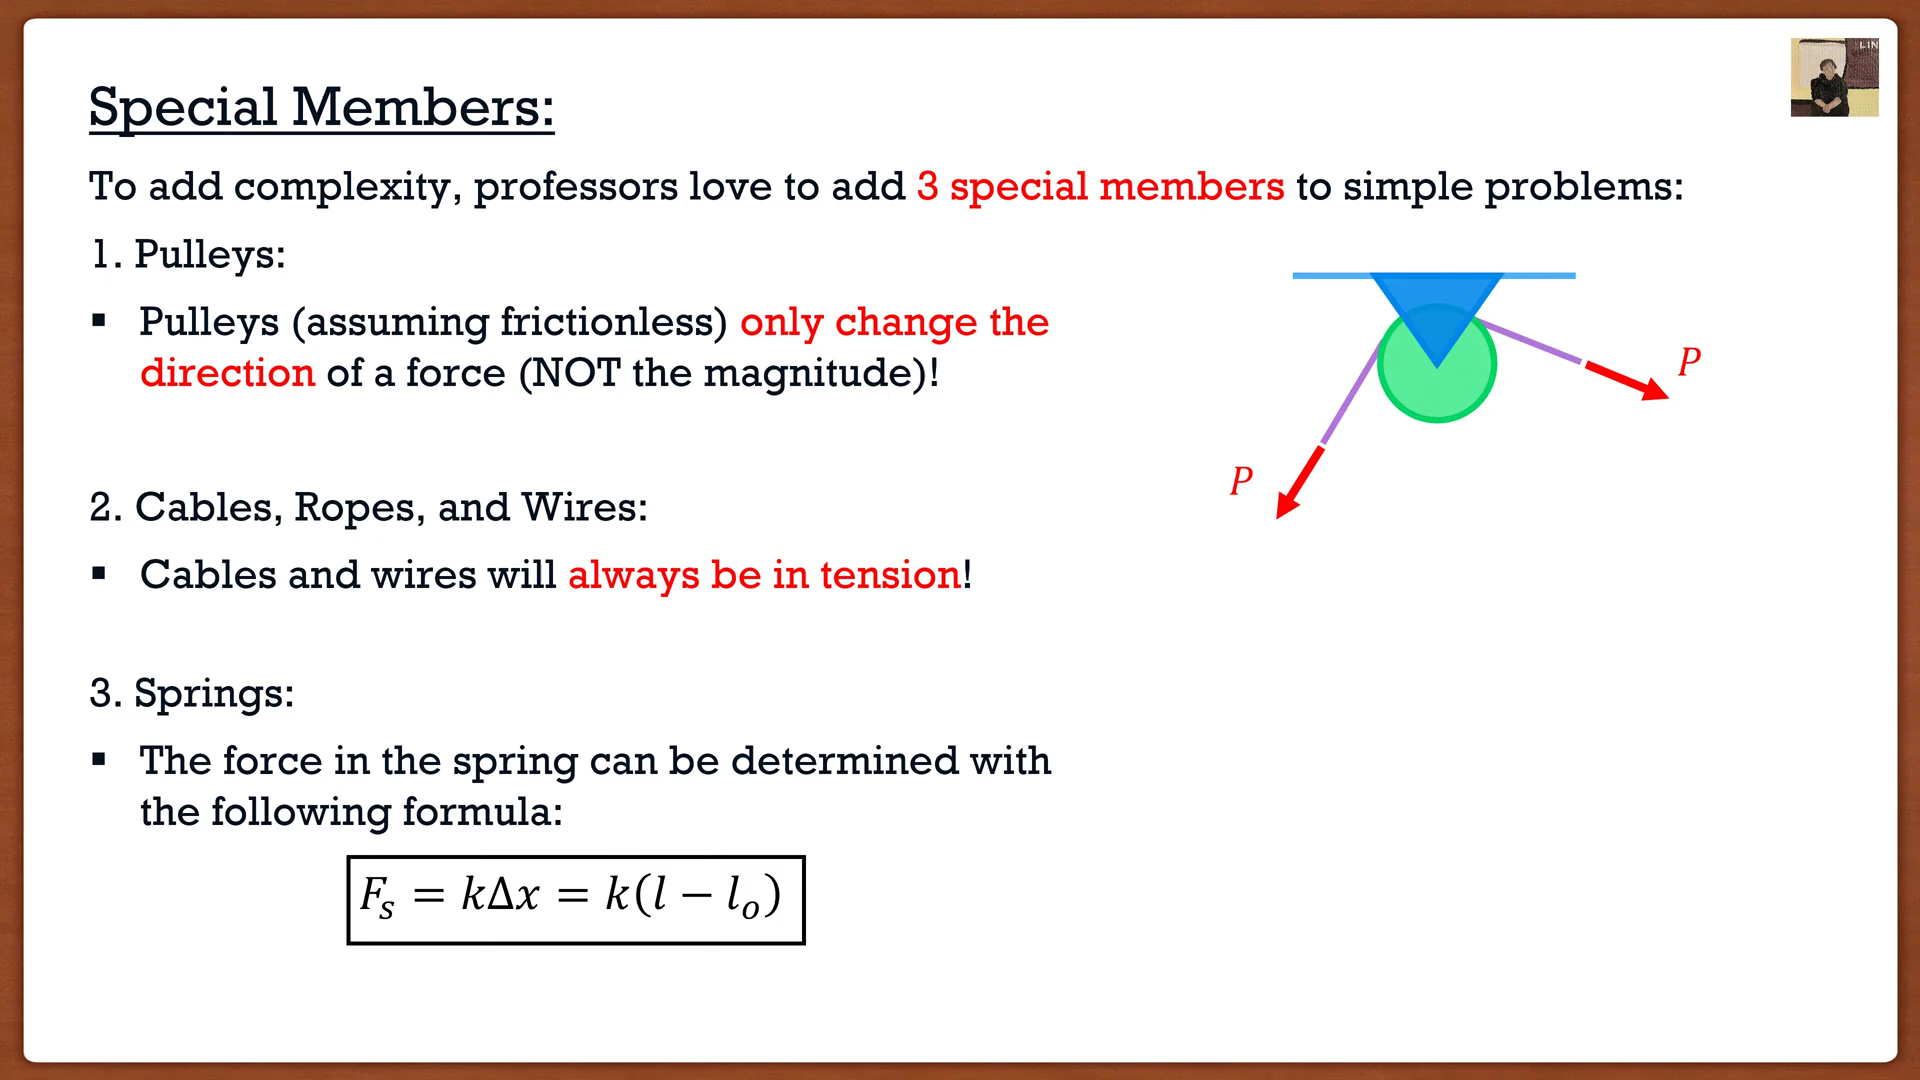 LIN
Special Members:
To add complexity, professors love to add 3 special members to simple problems:
1. Pulleys:
▪ Pulleys (assuming frictionless) only change the
direction of a force (NOT the magnitude)!
P
P
2. Cables, Ropes, and Wires:
▪ Cables and wires will always be in tension!
3. Springs:
▪ The force in the spring can be determined with
the following formula:
Fₛ = kΔx = k(l − lₒ)